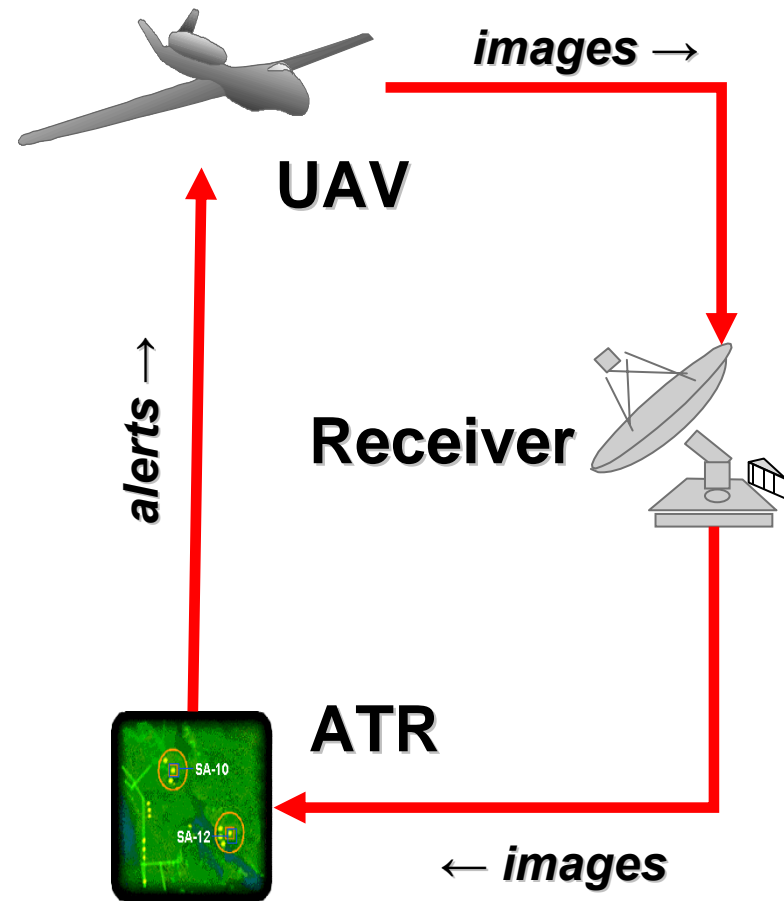 images →
UAV
alerts →
Receiver
ATR
SA-10
SA-12
← images